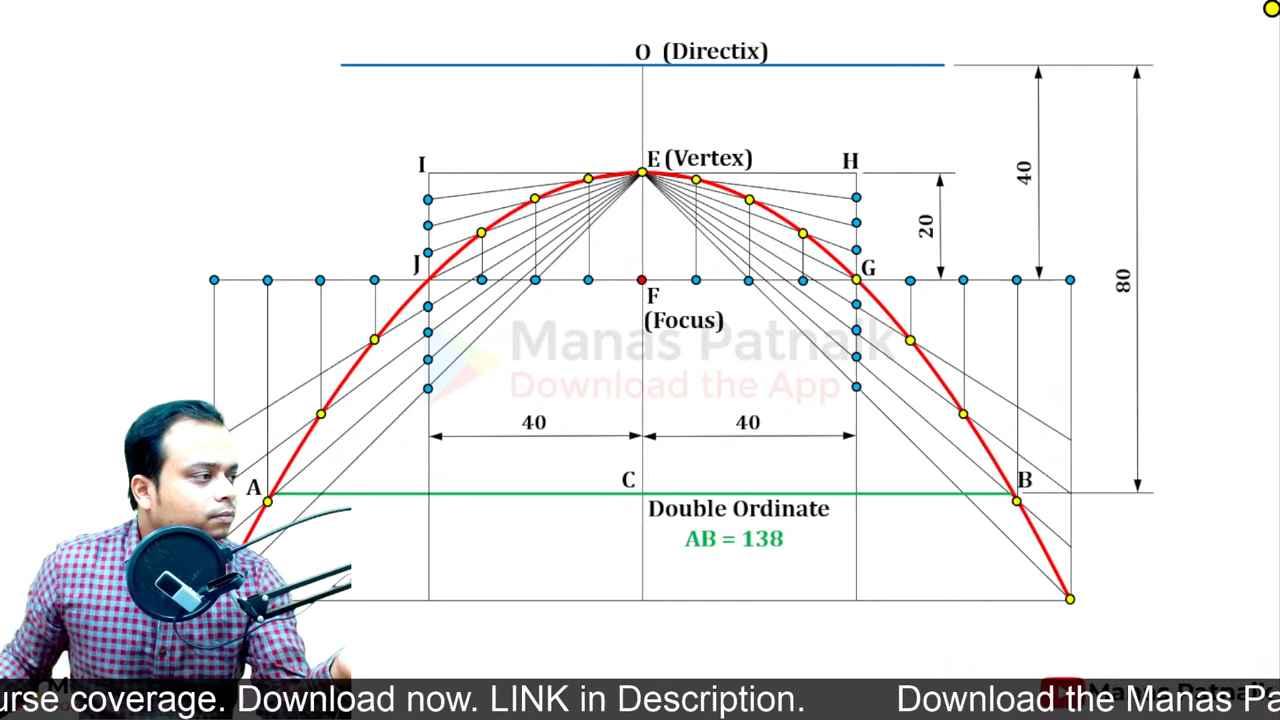 O (Directix)
I
E (Vertex)
H
40
20
J
G
80
F
(Focus)
Manas Patnaik
Download the App
40
40
A
C
B
Double Ordinate
AB = 138
urse coverage. Download now. LINK in Description. Download the Manas Pa